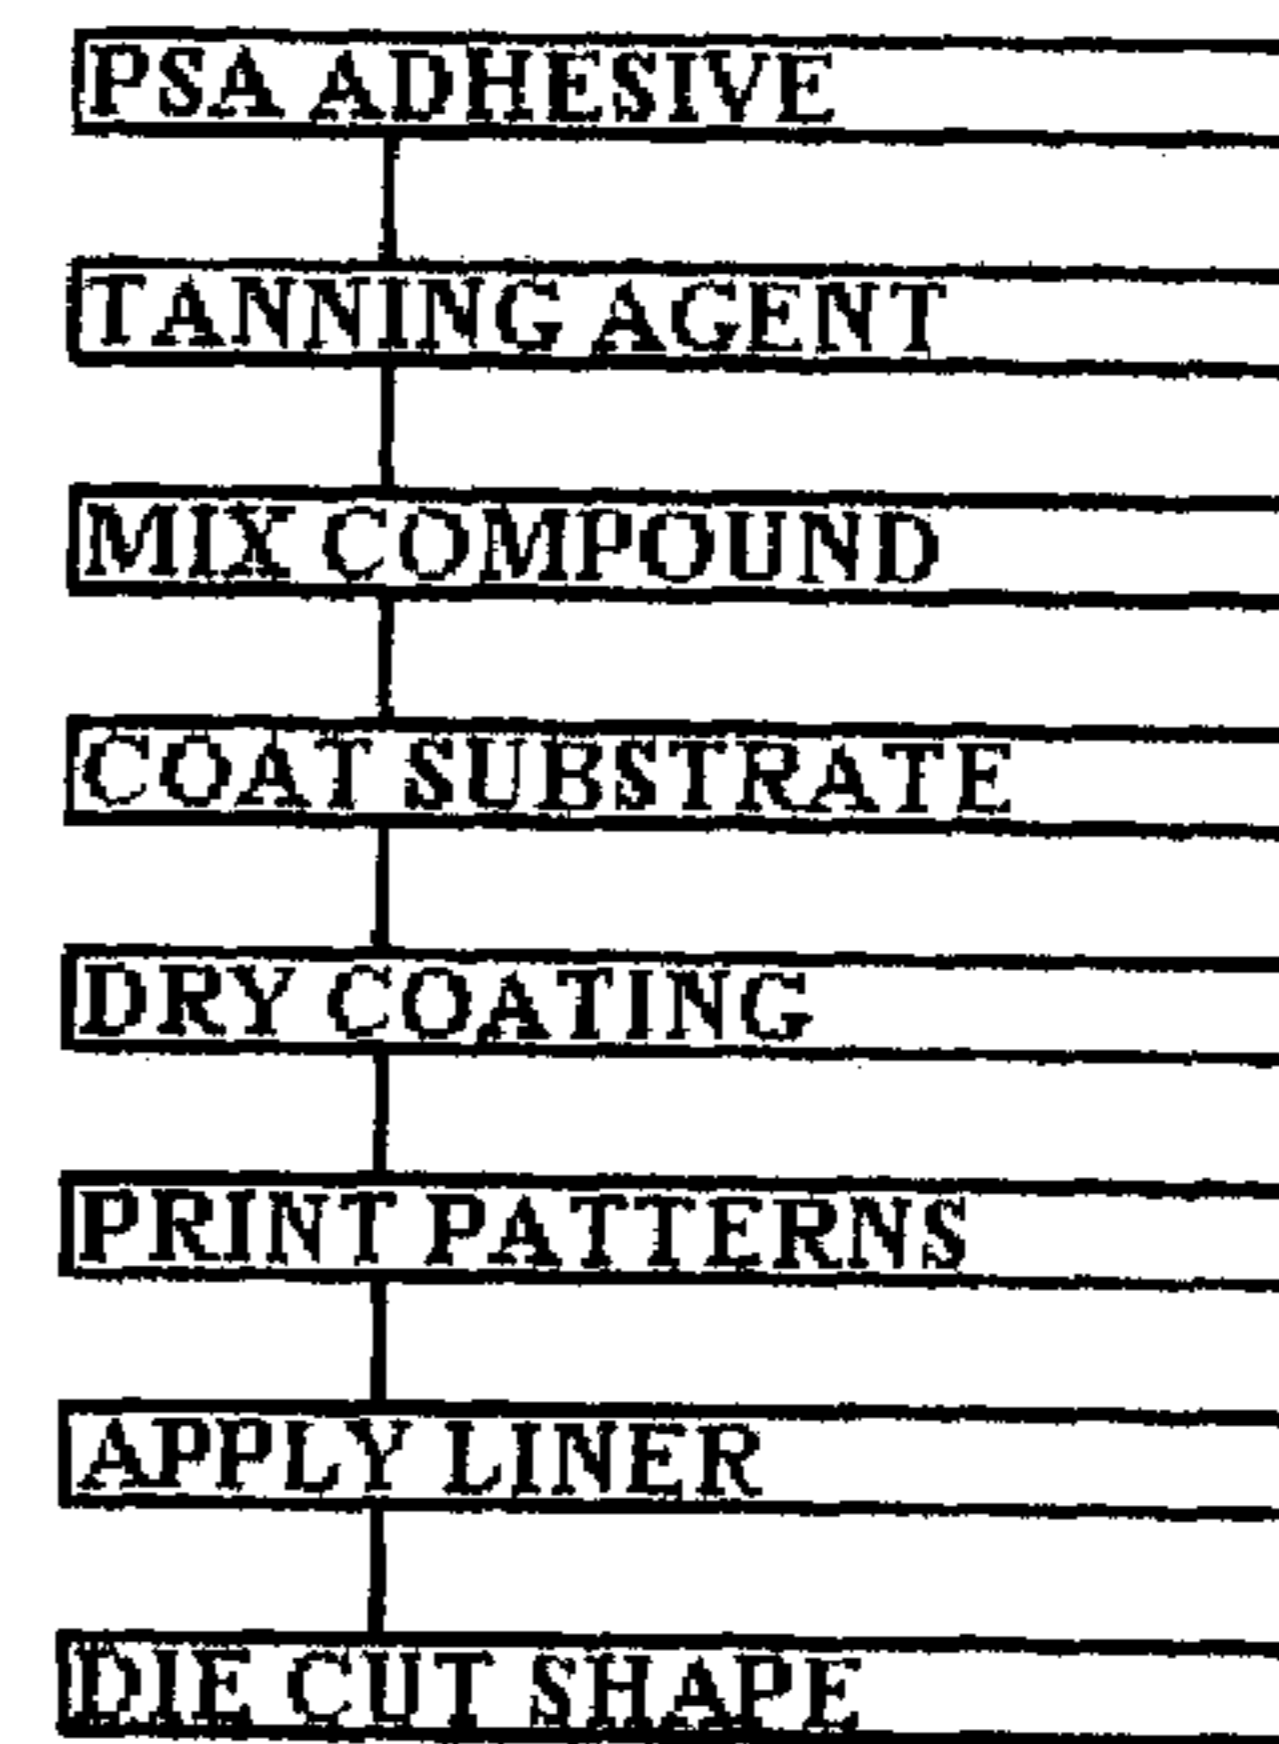 PSA ADHESIVE
TANNING AGENT
MIX COMPOUND
COAT SUBSTRATE
DRY COATING
PRINT PATTERNS
APPLY LINER
DIE CUT SHAPE